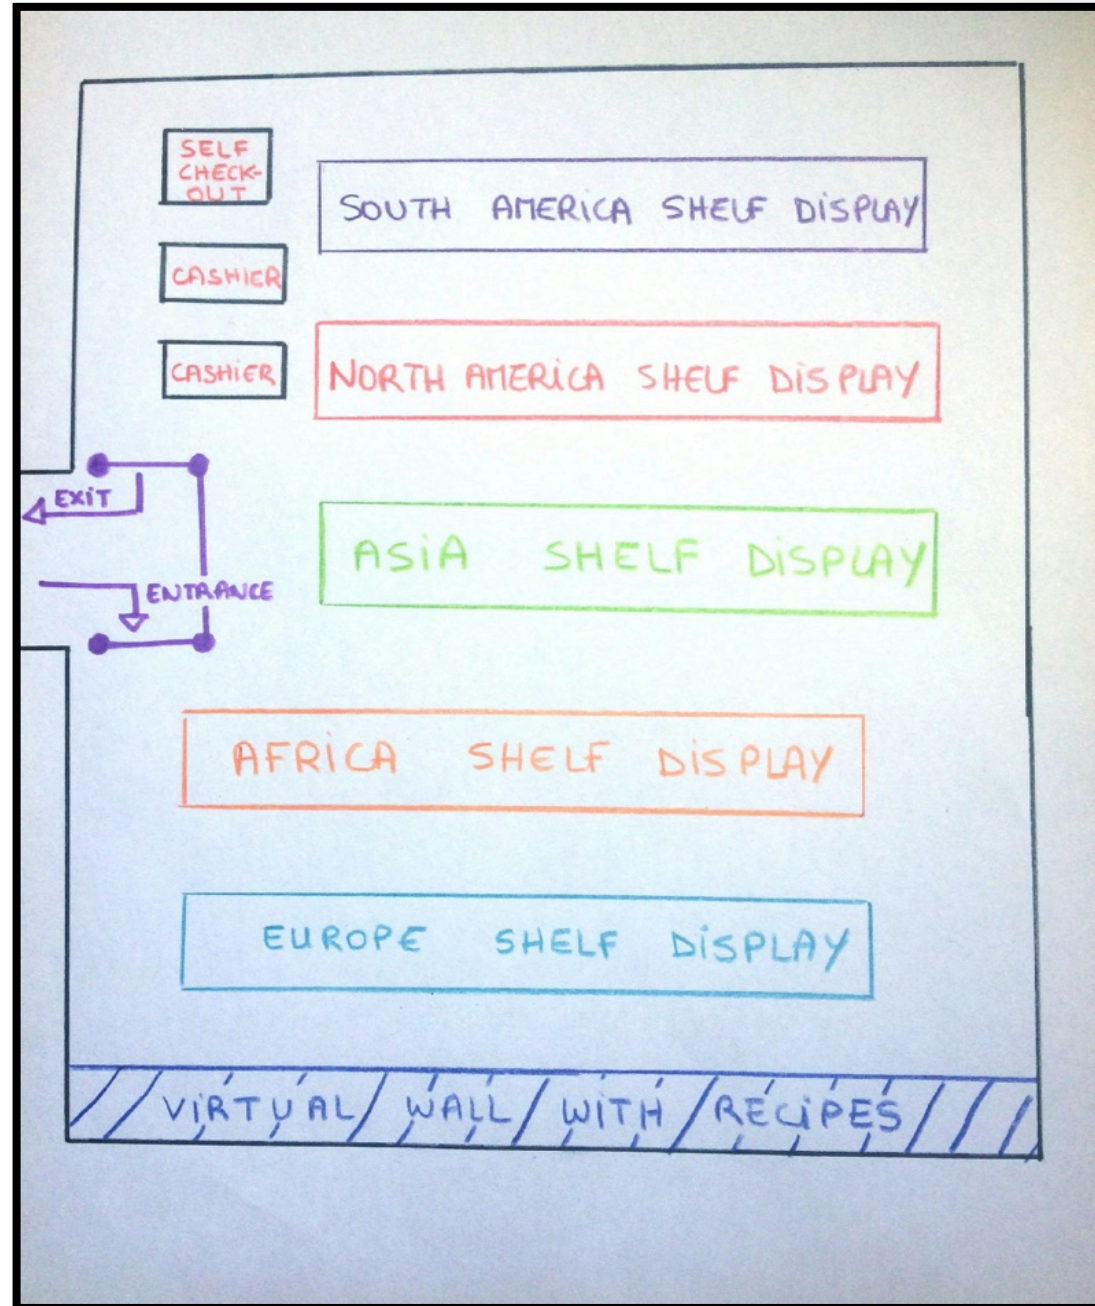 SELF
CHECK-
OUT
SOUTH AMERICA SHELF DISPLAY
CASHIER
CASHIER
NORTH AMERICA SHELF DISPLAY
EXIT
ASIA SHELF DISPLAY
ENTRANCE
AFRICA SHELF DISPLAY
EUROPE SHELF DISPLAY
VIRTUAL WALL WITH RECIPES